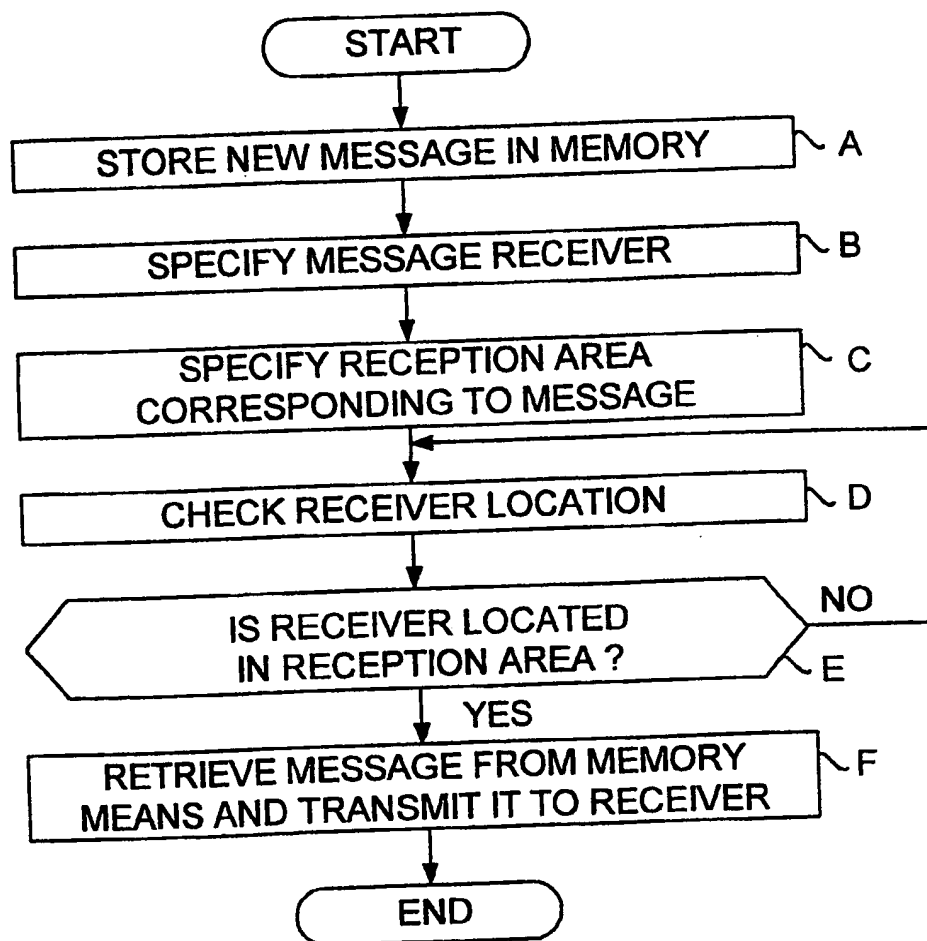 START
STORE NEW MESSAGE IN MEMORY
A
SPECIFY MESSAGE RECEIVER
B
SPECIFY RECEPTION AREA
CORRESPONDING TO MESSAGE
C
CHECK RECEIVER LOCATION
D
IS RECEIVER LOCATED
IN RECEPTION AREA ?
NO
E
YES
RETRIEVE MESSAGE FROM MEMORY
MEANS AND TRANSMIT IT TO RECEIVER
F
END